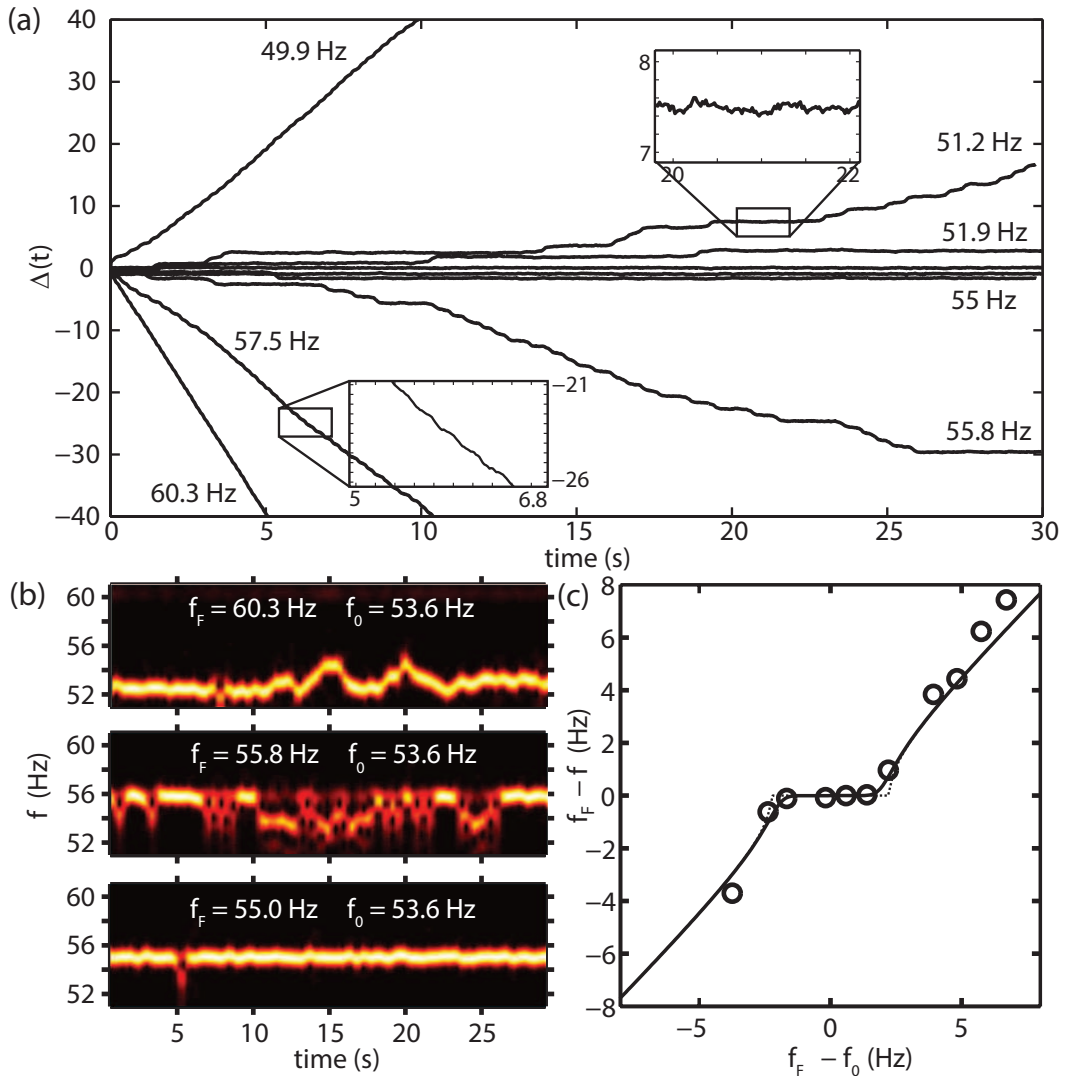 (a)
40
30
20
10
0
−10
−20
−30
−40
Δ(t)
49.9 Hz
8
7
20 22
51.2 Hz
51.9 Hz
55 Hz
57.5 Hz
−21
−26
5 6.8
55.8 Hz
60.3 Hz
0 5 10 15 20 25 30
time (s)
(b)
60
56
52
f_F = 60.3 Hz f_0 = 53.6 Hz
60
56
52
f_F = 55.8 Hz f_0 = 53.6 Hz
f (Hz)
60
56
52
f_F = 55.0 Hz f_0 = 53.6 Hz
5 10 15 20 25
time (s)
(c)
8
6
4
2
0
−2
−4
−6
−8
f_F − f (Hz)
−5 0 5
f_F − f_0 (Hz)